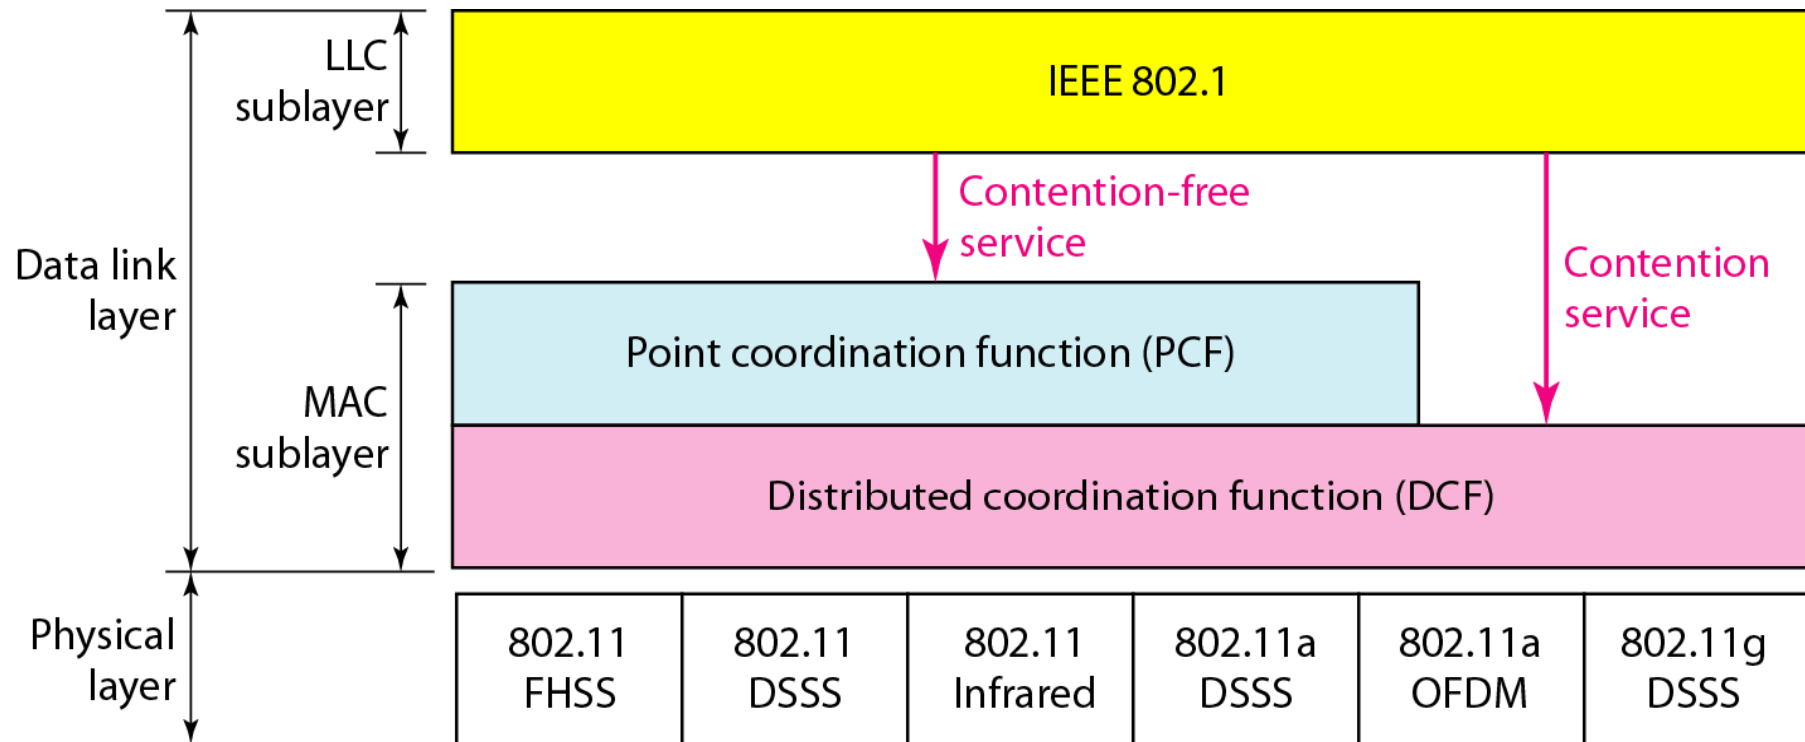 LLC
sublayer
IEEE 802.1
Contention-free
service
Contention
service
Data link
layer
Point coordination function (PCF)
MAC
sublayer
Distributed coordination function (DCF)
Physical
layer
802.11
FHSS
802.11
DSSS
802.11
Infrared
802.11a
DSSS
802.11a
OFDM
802.11g
DSSS